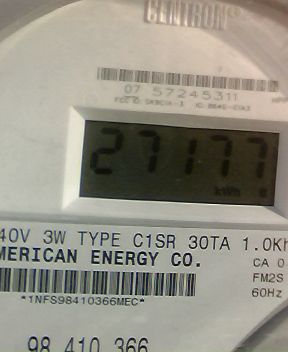 CENTRON®
07 57245311
27177
kWh
40V 3W TYPE C1SR 30TA 1.0Kh
MERICAN ENERGY CO.
CA 0
FM2S
60Hz
*1NFS98410366MEC*
98 410 366